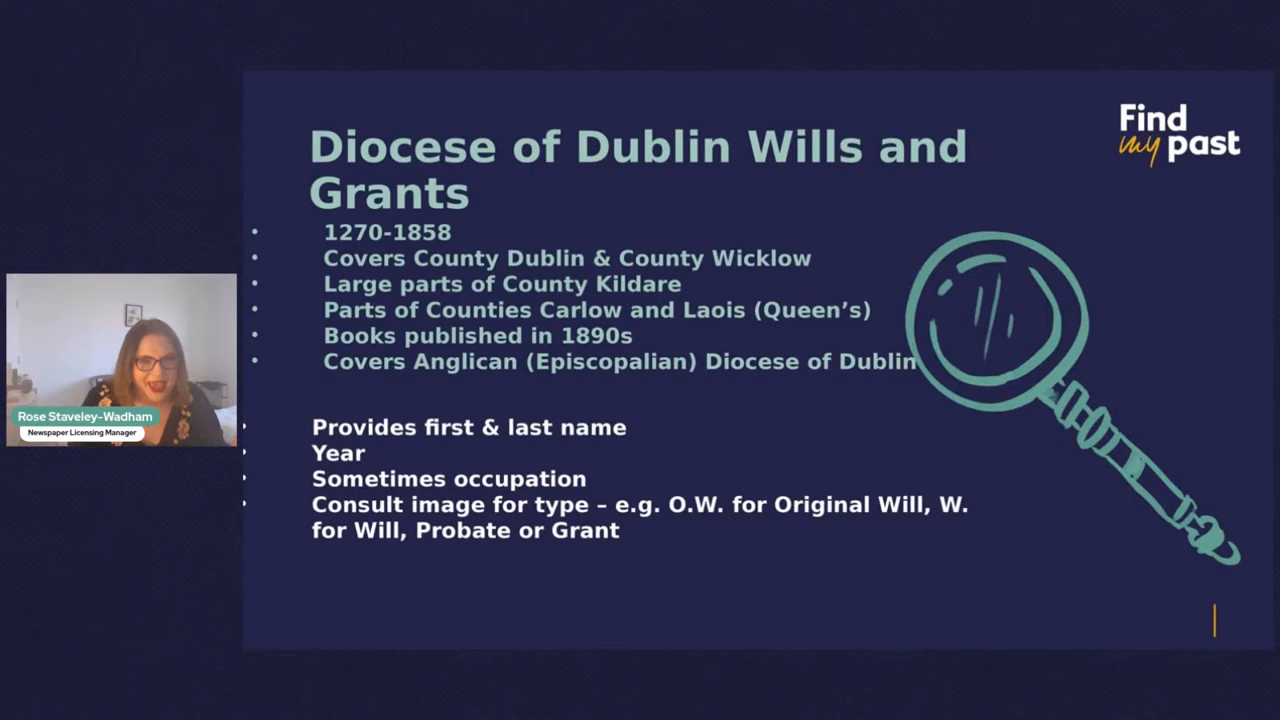 Find
my past
Diocese of Dublin Wills and
Grants
• 1270-1858
• Covers County Dublin & County Wicklow
• Large parts of County Kildare
• Parts of Counties Carlow and Laois (Queen’s)
• Books published in 1890s
• Covers Anglican (Episcopalian) Diocese of Dublin
• Provides first & last name
• Year
• Sometimes occupation
• Consult image for type – e.g. O.W. for Original Will, W.
for Will, Probate or Grant
Rose Staveley-Wadham
Newspaper Licensing Manager